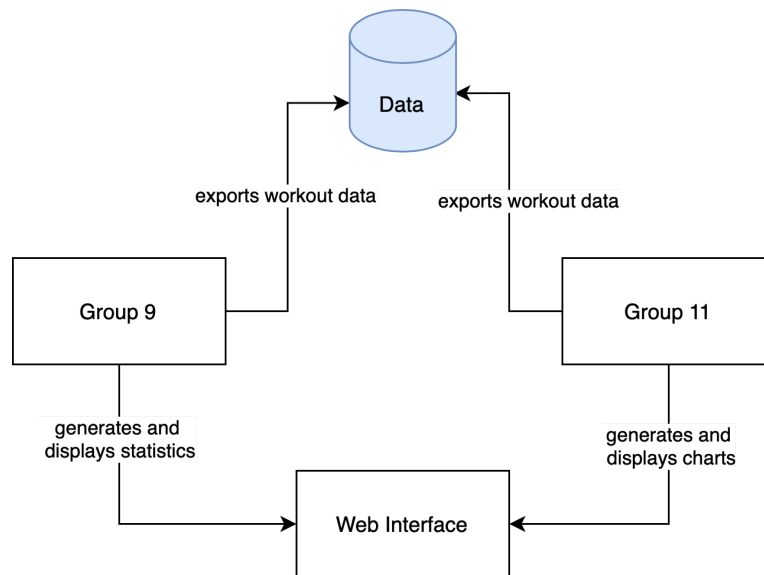 Data
exports workout data
exports workout data
Group 9
Group 11
generates and
displays statistics
generates and
displays charts
Web Interface